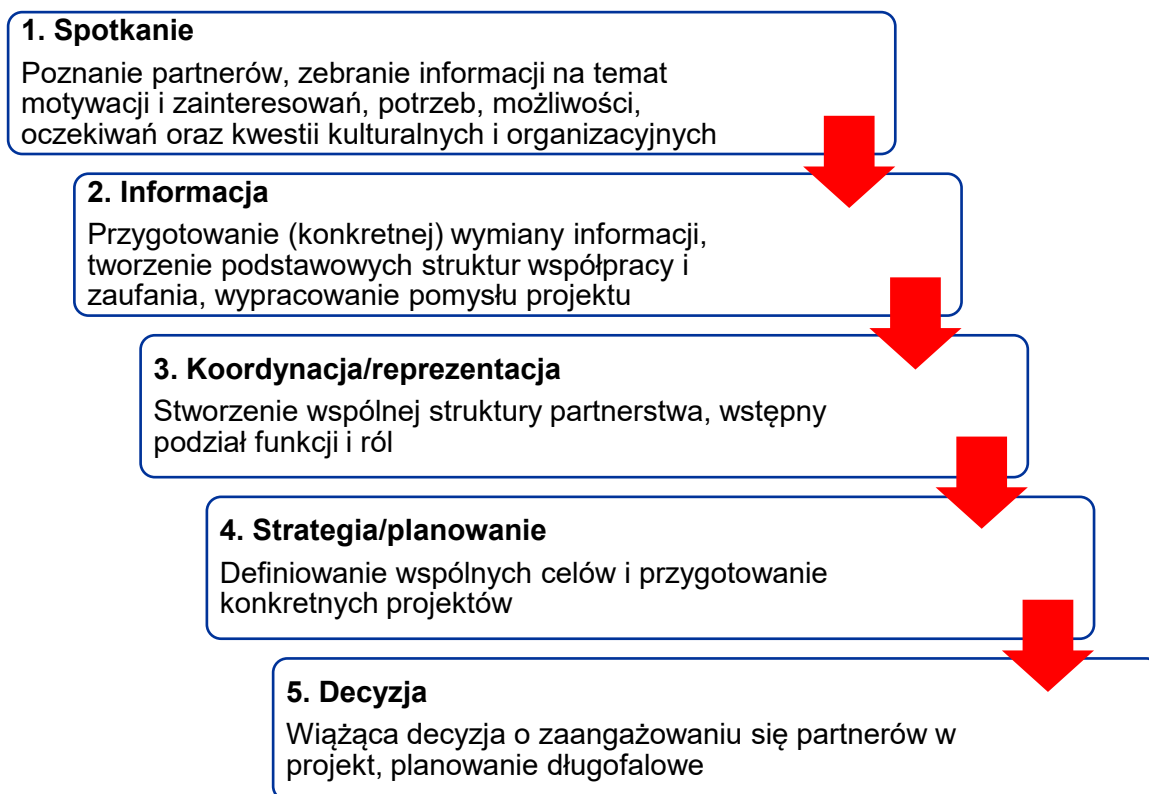 1. Spotkanie
Poznanie partnerów, zebranie informacji na temat
motywacji i zainteresowań, potrzeb, możliwości,
oczekiwań oraz kwestii kulturalnych i organizacyjnych
2. Informacja
Przygotowanie (konkretnej) wymiany informacji,
tworzenie podstawowych struktur współpracy i
zaufania, wypracowanie pomysłu projektu
3. Koordynacja/reprezentacja
Stworzenie wspólnej struktury partnerstwa, wstępny
podział funkcji i ról
4. Strategia/planowanie
Definiowanie wspólnych celów i przygotowanie
konkretnych projektów
5. Decyzja
Wiążąca decyzja o zaangażowaniu się partnerów w
projekt, planowanie długofalowe